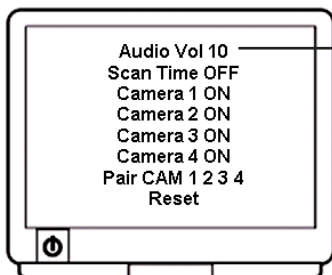 Audio Vol 10
Scan Time OFF
Camera 1 ON
Camera 2 ON
Camera 3 ON
Camera 4 ON
Pair CAM 1 2 3 4
Reset